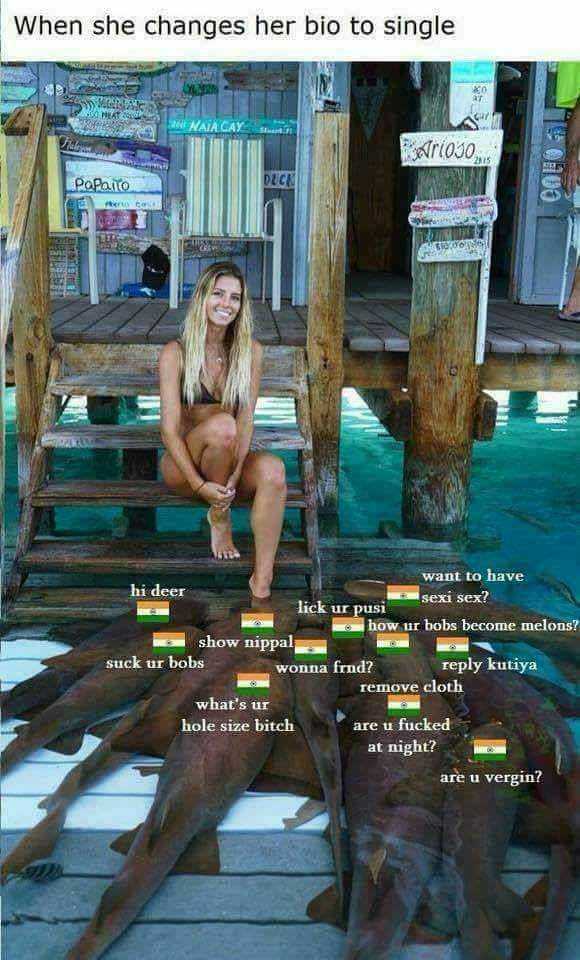 When she changes her bio to single
NAIA CAY
PaPaiTo
Arioso
2015
want to have
sexi sex?
hi deer
lick ur pusi
how ur bobs become melons?
show nippal
suck ur bobs
wonna frnd?
reply kutiya
remove cloth
what's ur
hole size bitch
are u fucked
at night?
are u vergin?